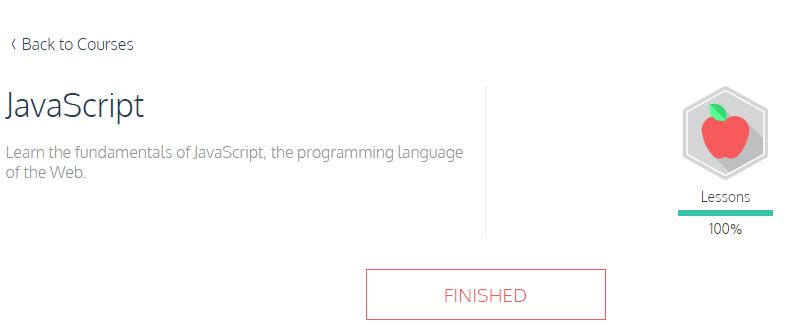 Back to Courses
JavaScript
Learn the fundamentals of JavaScript, the programming language
of the Web.
Lessons
100%
FINISHED